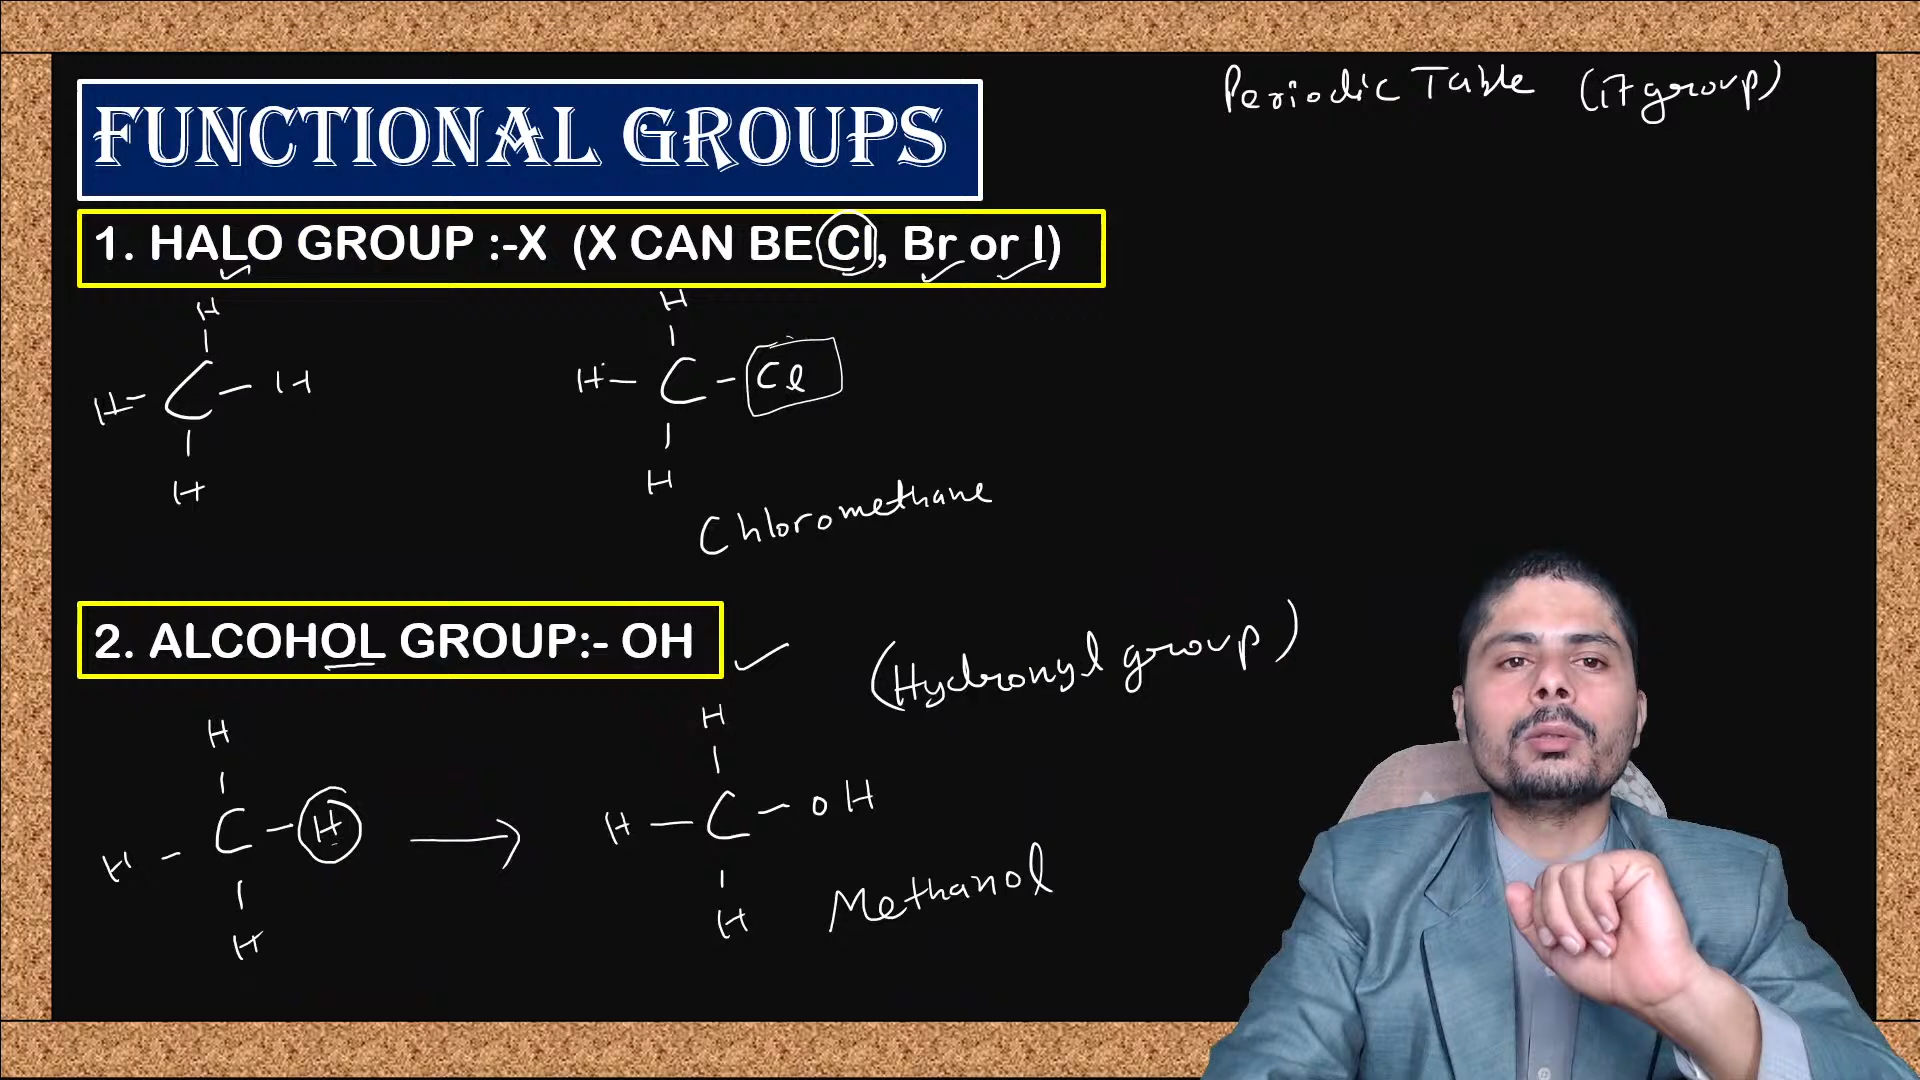 Periodic Table (17 group)
FUNCTIONAL GROUPS
1. HALO GROUP :-X (X CAN BE Cl, Br or I)
H H
H - C - H H - C - Cl
H H
Chloromethane
2. ALCOHOL GROUP:- OH (Hydroxyl group)
H H
H - C - H → H - C - OH
H H
Methanol